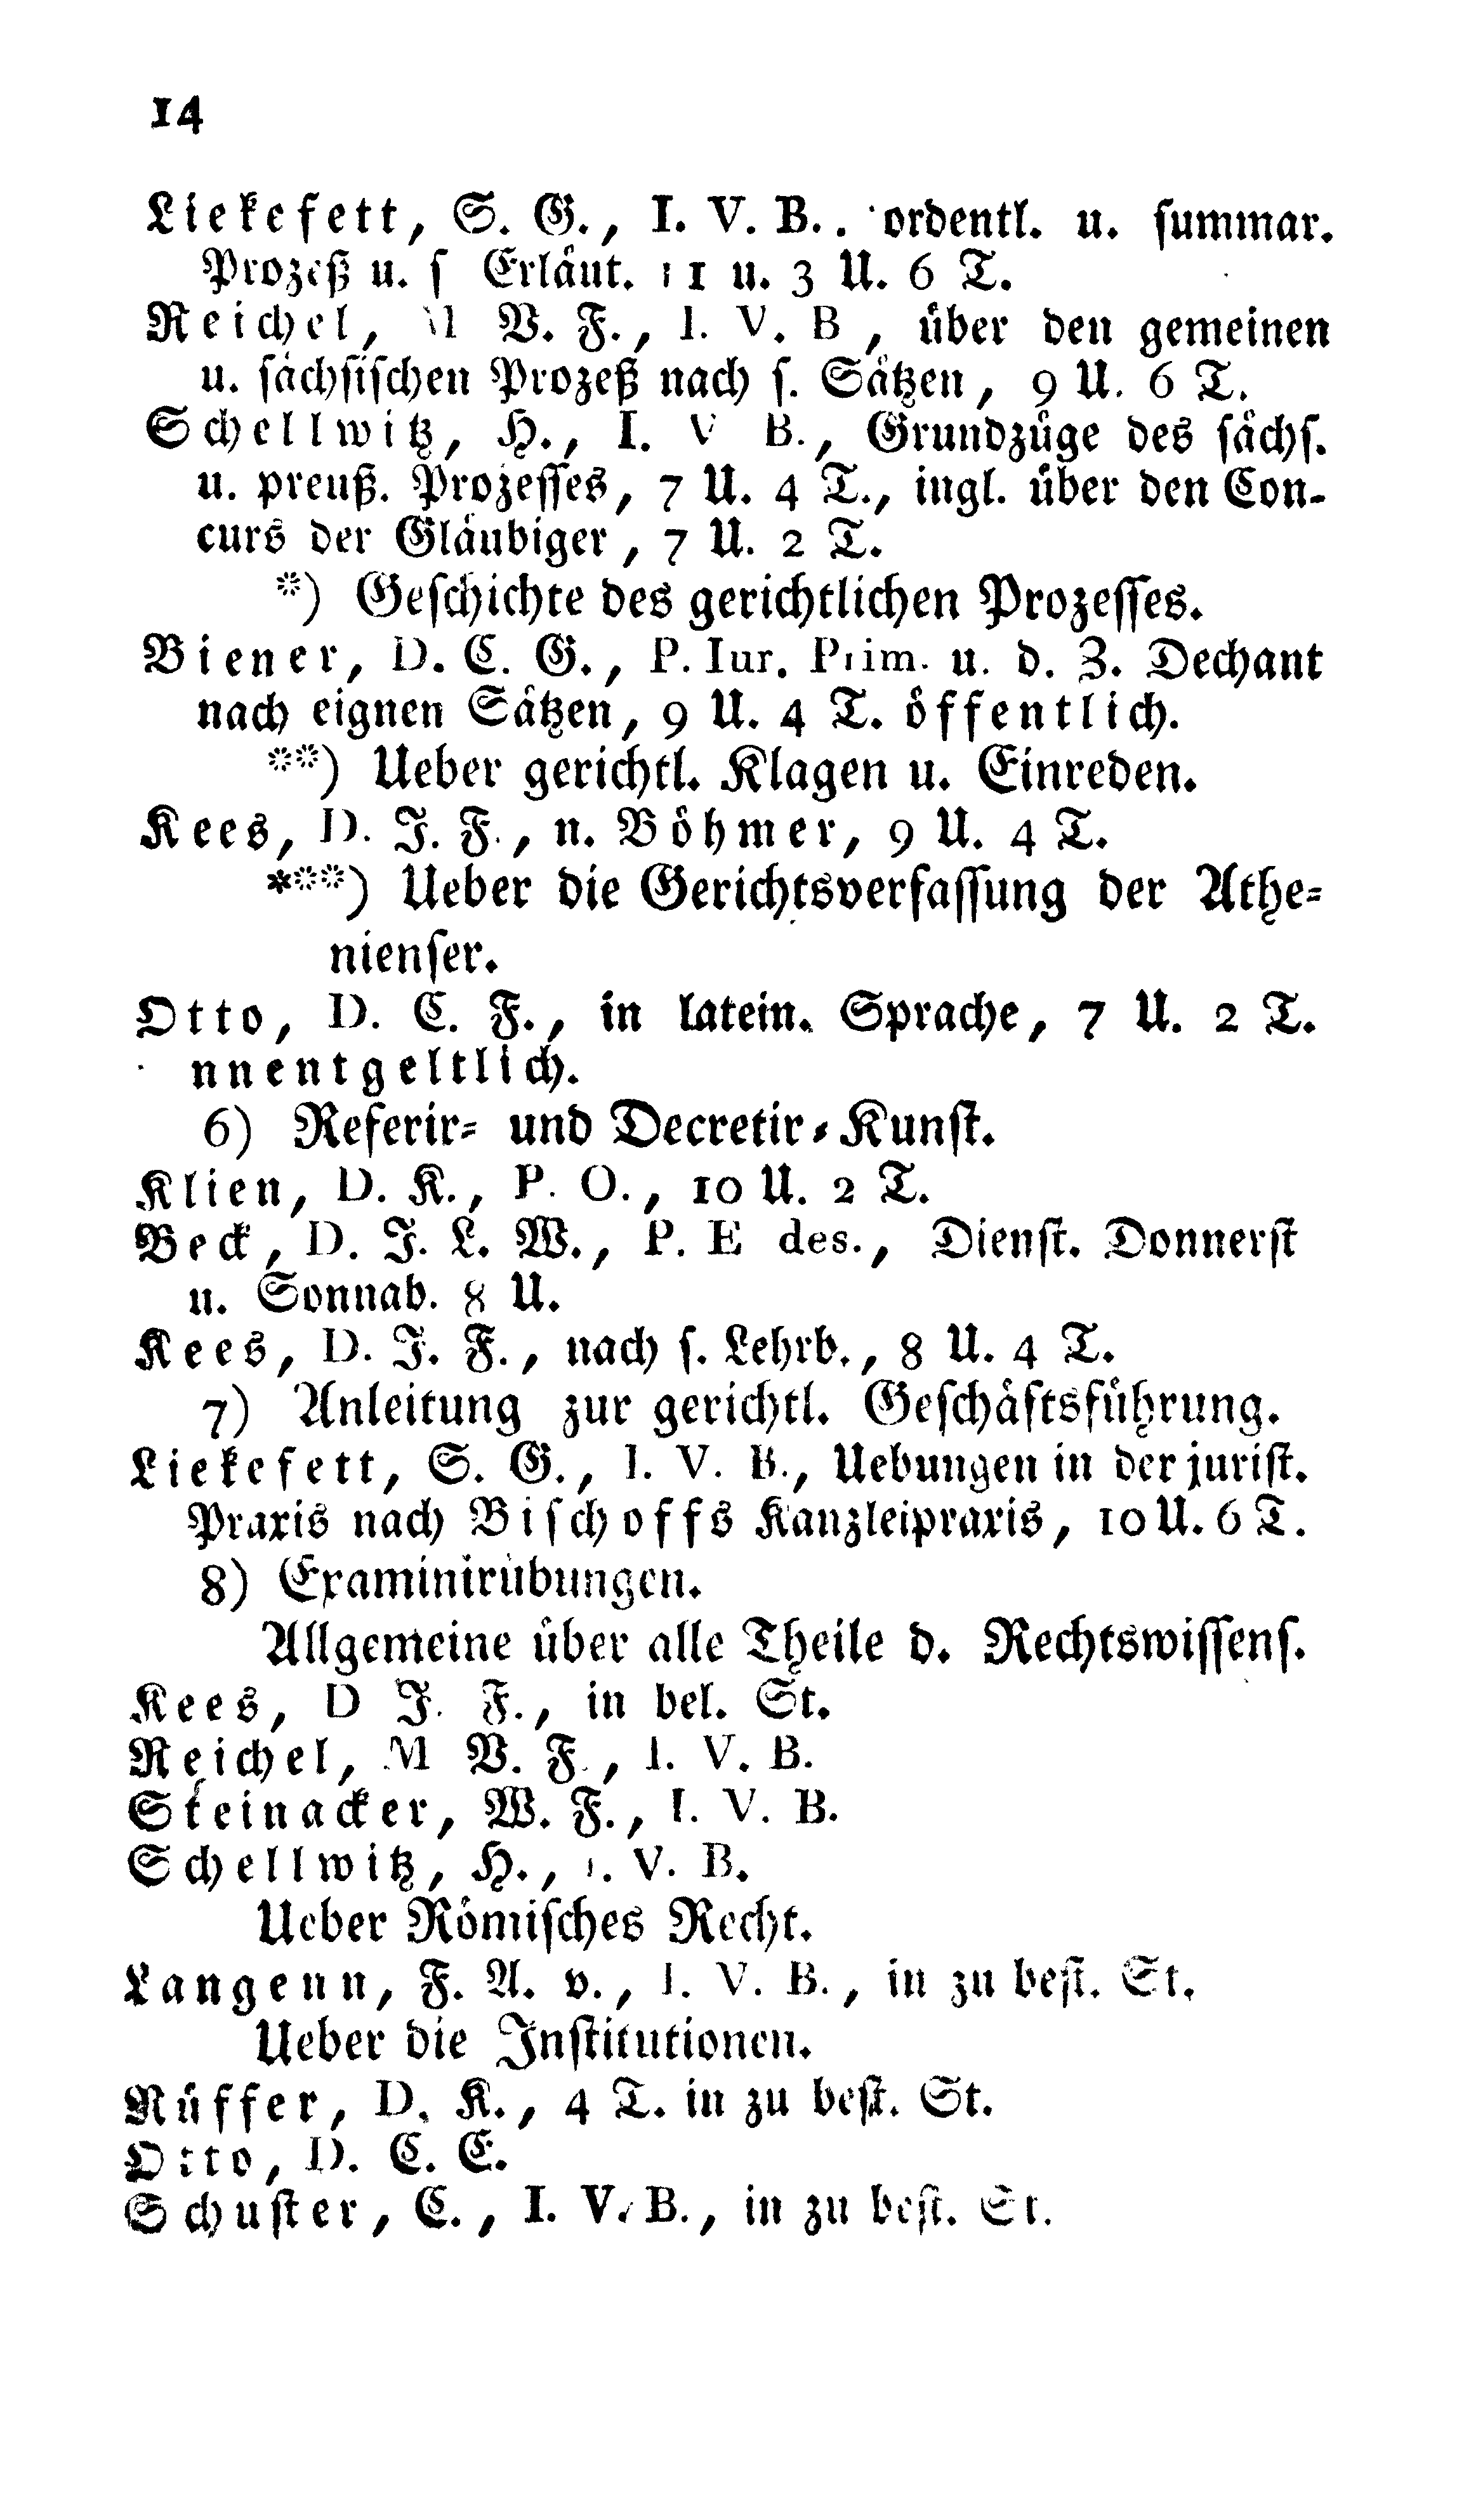 14
Liekefett, S. G., I. V. B.. ordentl. u. summar.
Prozeß u. s Erläut. 11 u. 3 U. 6 T.
Reichel, M V. F., I. V. B , über den gemeinen
u. sächsischen Prozeß nach s. Sätzen, 9 U. 6 T.
Schellwitz, H., I. V B., Grundzüge des sächs.
u. preuß. Prozesses, 7 U. 4 T., ingl. über den Con-
curs der Gläubiger, 7 U. 2 T.
*) Geschichte des gerichtlichen Prozesses.
Biener, D. C. G., P. Iur. Prim. u. d. Z. Dechant
nach eignen Sätzen, 9 U. 4 T. öffentlich.
**) Ueber gerichtl. Klagen u. Einreden.
Kees, D. J. F., n. Böhmer, 9 U. 4 T.
***) Ueber die Gerichtsverfassung der Athe-
nienser.
Otto, D. C. F., in latein. Sprache, 7 U. 2 T.
nnentgeltlich.
6) Referir- und Decretir-Kunst.
Klien, D. K., P. O., 10 U. 2 T.
Beck, D. J. L. W., P. E des., Dienst. Donnerst
u. Sonnab. 8 U.
Kees, D. J. F., nach s. Lehrb., 8 U. 4 T.
7) Anleitung zur gerichtl. Geschäftsführung.
Liekefett, S. G., I. V. B., Uebungen in der jurist.
Praxis nach Bischoffs Kanzleipraxis, 10 U. 6 T.
8) Examinirübungen.
Allgemeine über alle Theile d. Rechtswissens.
Kees, D J. F., in bel. St.
Reichel, M V. F., I. V. B.
Steinacker, W. F., I. V. B.
Schellwitz, H., I. V. B.
Ueber Römisches Recht.
Langenn, F. A. v., I. V. B., in zu best. St.
Ueber die Institutionen.
Rüffer, D. K., 4 T. in zu best. St.
Otto, D. C. E.
Schuster, C., I. V. B., in zu best. St.